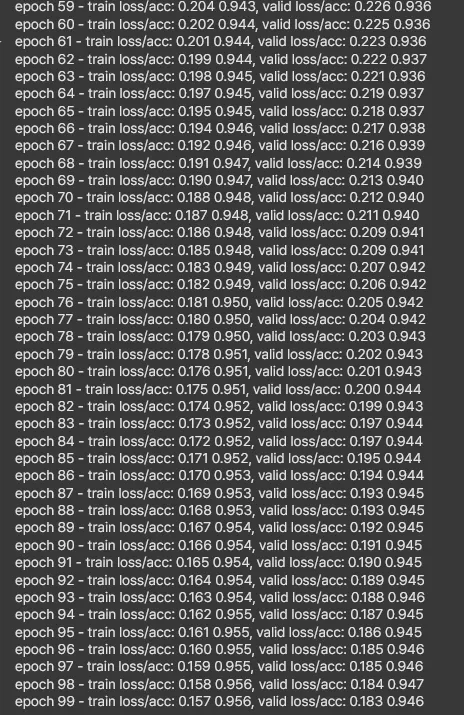 epoch 59 - train loss/acc: 0.204 0.943, valid loss/acc: 0.226 0.936
epoch 60 - train loss/acc: 0.202 0.944, valid loss/acc: 0.225 0.936
epoch 61 - train loss/acc: 0.201 0.944, valid loss/acc: 0.223 0.936
epoch 62 - train loss/acc: 0.199 0.944, valid loss/acc: 0.222 0.937
epoch 63 - train loss/acc: 0.198 0.945, valid loss/acc: 0.221 0.936
epoch 64 - train loss/acc: 0.197 0.945, valid loss/acc: 0.219 0.937
epoch 65 - train loss/acc: 0.195 0.945, valid loss/acc: 0.218 0.937
epoch 66 - train loss/acc: 0.194 0.946, valid loss/acc: 0.217 0.938
epoch 67 - train loss/acc: 0.192 0.946, valid loss/acc: 0.216 0.939
epoch 68 - train loss/acc: 0.191 0.947, valid loss/acc: 0.214 0.939
epoch 69 - train loss/acc: 0.190 0.947, valid loss/acc: 0.213 0.940
epoch 70 - train loss/acc: 0.188 0.948, valid loss/acc: 0.212 0.940
epoch 71 - train loss/acc: 0.187 0.948, valid loss/acc: 0.211 0.940
epoch 72 - train loss/acc: 0.186 0.948, valid loss/acc: 0.209 0.941
epoch 73 - train loss/acc: 0.185 0.948, valid loss/acc: 0.209 0.941
epoch 74 - train loss/acc: 0.183 0.949, valid loss/acc: 0.207 0.942
epoch 75 - train loss/acc: 0.182 0.949, valid loss/acc: 0.206 0.942
epoch 76 - train loss/acc: 0.181 0.950, valid loss/acc: 0.205 0.942
epoch 77 - train loss/acc: 0.180 0.950, valid loss/acc: 0.204 0.942
epoch 78 - train loss/acc: 0.179 0.950, valid loss/acc: 0.203 0.943
epoch 79 - train loss/acc: 0.178 0.951, valid loss/acc: 0.202 0.943
epoch 80 - train loss/acc: 0.176 0.951, valid loss/acc: 0.201 0.943
epoch 81 - train loss/acc: 0.175 0.951, valid loss/acc: 0.200 0.944
epoch 82 - train loss/acc: 0.174 0.952, valid loss/acc: 0.199 0.943
epoch 83 - train loss/acc: 0.173 0.952, valid loss/acc: 0.197 0.944
epoch 84 - train loss/acc: 0.172 0.952, valid loss/acc: 0.197 0.944
epoch 85 - train loss/acc: 0.171 0.952, valid loss/acc: 0.195 0.944
epoch 86 - train loss/acc: 0.170 0.953, valid loss/acc: 0.194 0.944
epoch 87 - train loss/acc: 0.169 0.953, valid loss/acc: 0.193 0.945
epoch 88 - train loss/acc: 0.168 0.953, valid loss/acc: 0.193 0.945
epoch 89 - train loss/acc: 0.167 0.954, valid loss/acc: 0.192 0.945
epoch 90 - train loss/acc: 0.166 0.954, valid loss/acc: 0.191 0.945
epoch 91 - train loss/acc: 0.165 0.954, valid loss/acc: 0.190 0.945
epoch 92 - train loss/acc: 0.164 0.954, valid loss/acc: 0.189 0.945
epoch 93 - train loss/acc: 0.163 0.954, valid loss/acc: 0.188 0.946
epoch 94 - train loss/acc: 0.162 0.955, valid loss/acc: 0.187 0.945
epoch 95 - train loss/acc: 0.161 0.955, valid loss/acc: 0.186 0.945
epoch 96 - train loss/acc: 0.160 0.955, valid loss/acc: 0.185 0.946
epoch 97 - train loss/acc: 0.159 0.955, valid loss/acc: 0.185 0.946
epoch 98 - train loss/acc: 0.158 0.956, valid loss/acc: 0.184 0.947
epoch 99 - train loss/acc: 0.157 0.956, valid loss/acc: 0.183 0.946